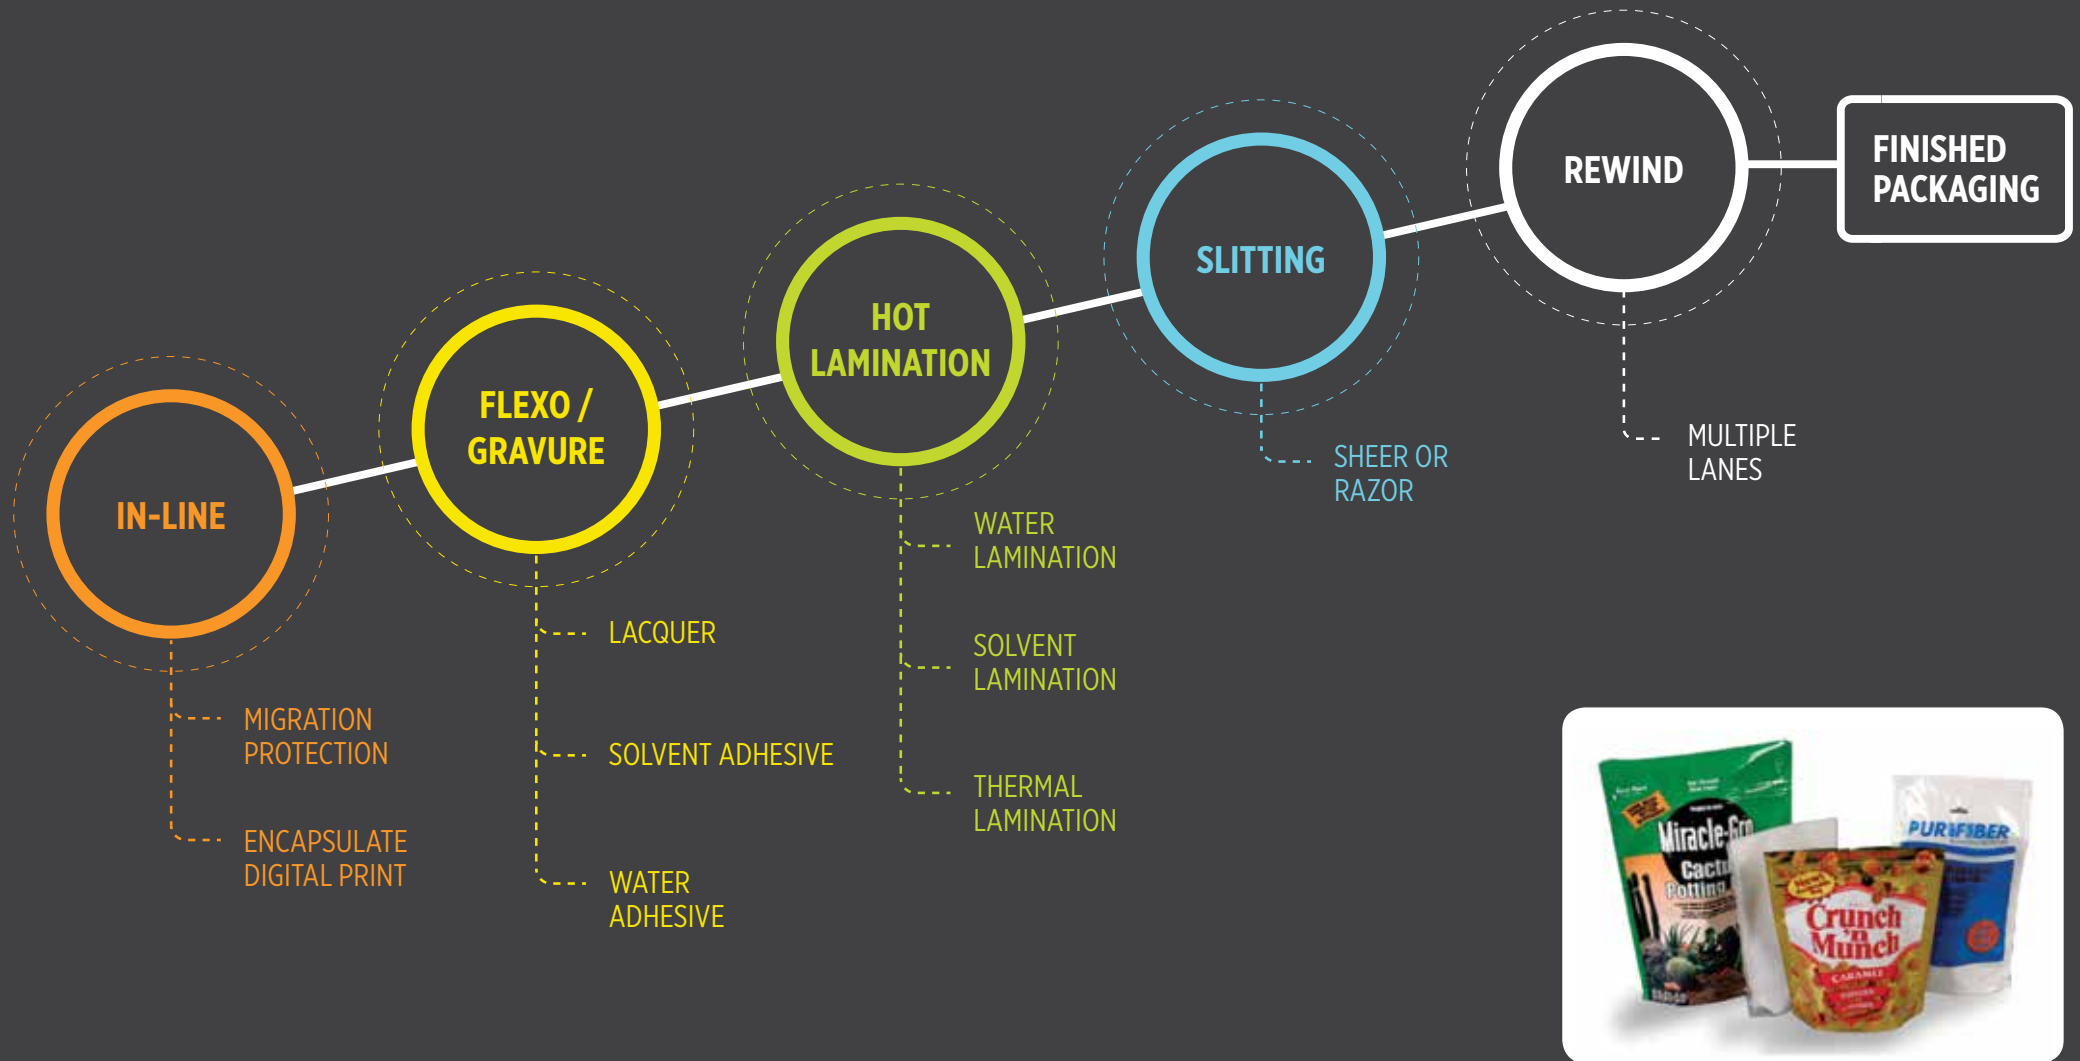 IN-LINE
MIGRATION
PROTECTION
ENCAPSULATE
DIGITAL PRINT
FLEXO /
GRAVURE
LACQUER
SOLVENT ADHESIVE
WATER
ADHESIVE
HOT
LAMINATION
WATER
LAMINATION
SOLVENT
LAMINATION
THERMAL
LAMINATION
SLITTING
SHEER OR
RAZOR
REWIND
MULTIPLE
LANES
FINISHED
PACKAGING
Miracle-Gro
Potting
PURIFIBER
Crunch
'n
Munch
CARAMEL